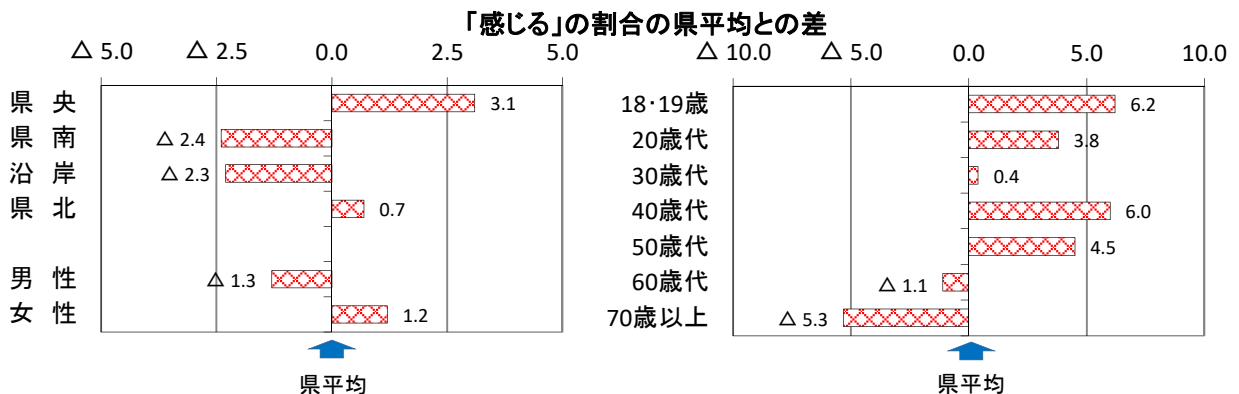 「感じる」の割合の県平均との差
△ 5.0 △ 2.5 0.0 2.5 5.0
県 央 3.1
県 南 △ 2.4
沿 岸 △ 2.3
県 北 0.7
男 性 △ 1.3
女 性 1.2
県平均
△ 10.0 △ 5.0 0.0 5.0 10.0
18･19歳 6.2
20歳代 3.8
30歳代 0.4
40歳代 6.0
50歳代 4.5
60歳代 △ 1.1
70歳以上 △ 5.3
県平均